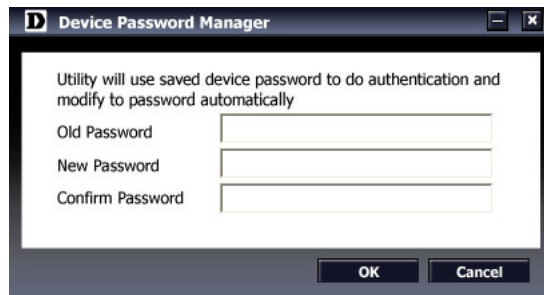 D Device Password Manager
Utility will use saved device password to do authentication and
modify to password automatically
Old Password
New Password
Confirm Password
OK Cancel